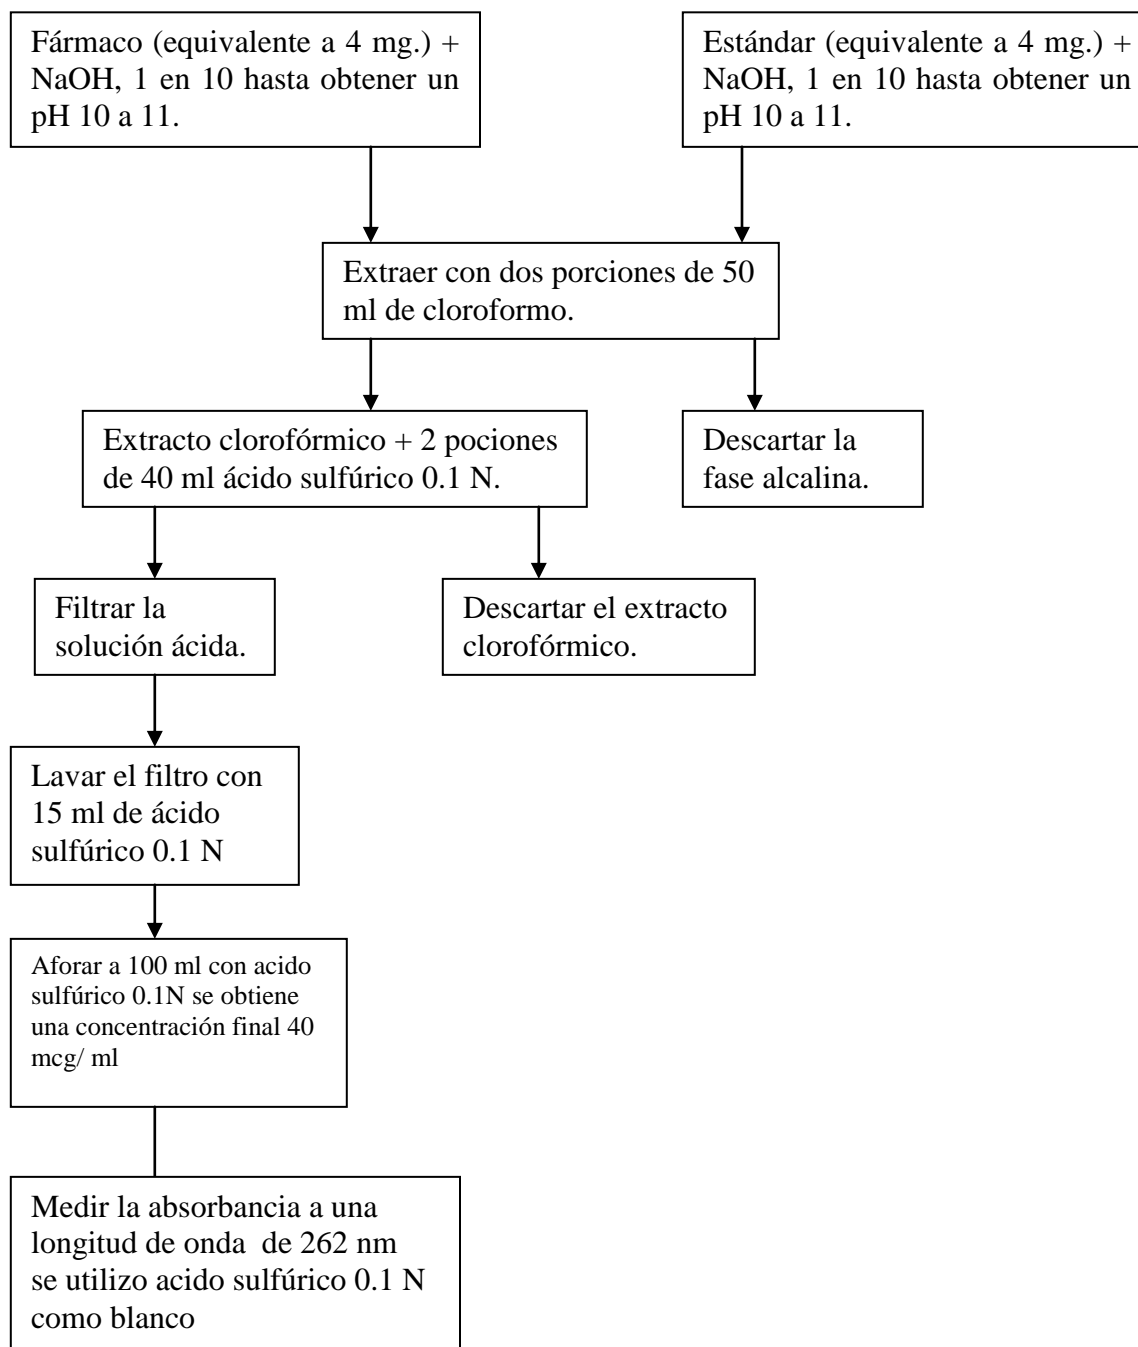 Fármaco (equivalente a 4 mg.) +
NaOH, 1 en 10 hasta obtener un
pH 10 a 11.
Estándar (equivalente a 4 mg.) +
NaOH, 1 en 10 hasta obtener un
pH 10 a 11.
Extraer con dos porciones de 50
ml de cloroformo.
Extracto clorofórmico + 2 pociones
de 40 ml ácido sulfúrico 0.1 N.
Descartar la
fase alcalina.
Filtrar la
solución ácida.
Descartar el extracto
clorofórmico.
Lavar el filtro con
15 ml de ácido
sulfúrico 0.1 N
Aforar a 100 ml con acido
sulfúrico 0.1N se obtiene
una concentración final 40
mcg/ ml
Medir la absorbancia a una
longitud de onda  de 262 nm
se utilizo acido sulfúrico 0.1 N
como blanco